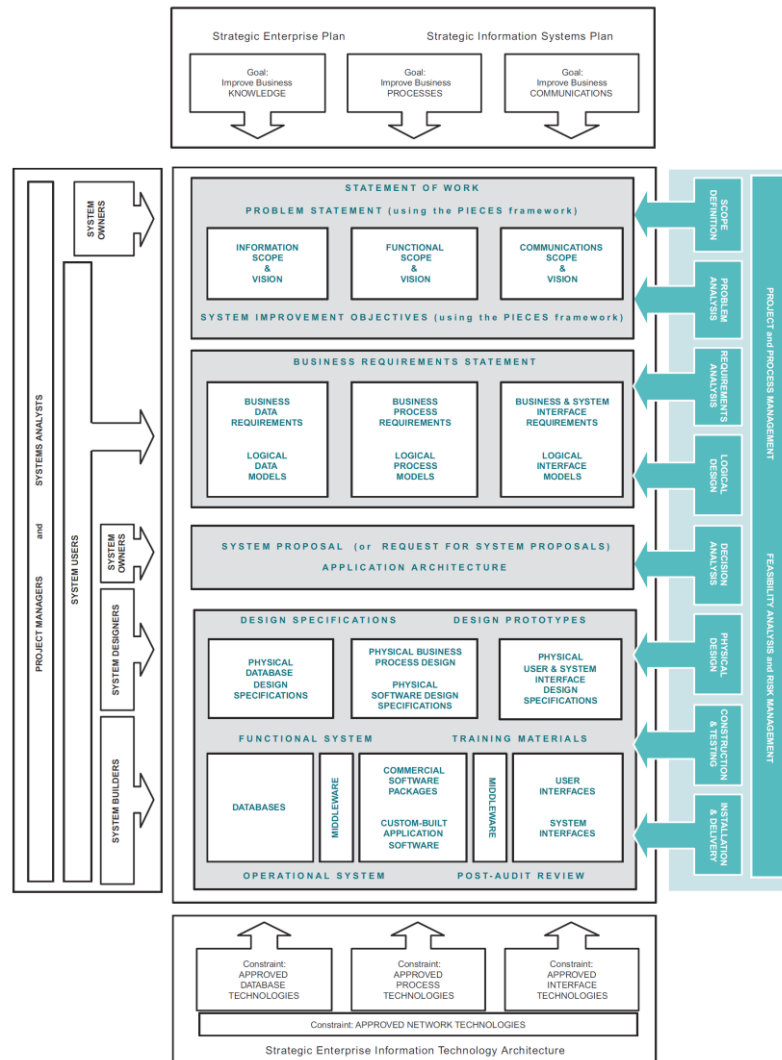 Strategic Enterprise Plan
Strategic Information Systems Plan
Goal:
Improve Business
KNOWLEDGE
Goal:
Improve Business
PROCESSES
Goal:
Improve Business
COMMUNICATIONS
PROJECT MANAGERS and SYSTEMS ANALYSTS
SYSTEM USERS
SYSTEM
OWNERS
SYSTEM
OWNERS
SYSTEM DESIGNERS
SYSTEM BUILDERS
STATEMENT OF WORK
PROBLEM STATEMENT (using the PIECES framework)
INFORMATION
SCOPE
&
VISION
FUNCTIONAL
SCOPE
&
VISION
COMMUNICATIONS
SCOPE
&
VISION
SYSTEM IMPROVEMENT OBJECTIVES (using the PIECES framework)
BUSINESS REQUIREMENTS STATEMENT
BUSINESS
DATA
REQUIREMENTS
LOGICAL
DATA
MODELS
BUSINESS
PROCESS
REQUIREMENTS
LOGICAL
PROCESS
MODELS
BUSINESS & SYSTEM
INTERFACE
REQUIREMENTS
LOGICAL
INTERFACE
MODELS
SYSTEM PROPOSAL (or REQUEST FOR SYSTEM PROPOSALS)
APPLICATION ARCHITECTURE
DESIGN SPECIFICATIONS
DESIGN PROTOTYPES
PHYSICAL
DATABASE
DESIGN
SPECIFICATIONS
PHYSICAL BUSINESS
PROCESS DESIGN
PHYSICAL
SOFTWARE DESIGN
SPECIFICATIONS
PHYSICAL
USER & SYSTEM
INTERFACE
DESIGN
SPECIFICATIONS
FUNCTIONAL SYSTEM
TRAINING MATERIALS
DATABASES
MIDDLEWARE
COMMERCIAL
SOFTWARE
PACKAGES
CUSTOM-BUILT
APPLICATION
SOFTWARE
MIDDLEWARE
USER
INTERFACES
SYSTEM
INTERFACES
OPERATIONAL SYSTEM
POST-AUDIT REVIEW
SCOPE
DEFINITION
PROBLEM
ANALYSIS
REQUIREMENTS
ANALYSIS
LOGICAL
DESIGN
DECISION
ANALYSIS
PHYSICAL
DESIGN
CONSTRUCTION
& TESTING
INSTALLATION
& DELIVERY
PROJECT and PROCESS MANAGEMENT
FEASIBILITY ANALYSIS and RISK MANAGEMENT
Constraint:
APPROVED
DATABASE
TECHNOLOGIES
Constraint:
APPROVED
PROCESS
TECHNOLOGIES
Constraint:
APPROVED
INTERFACE
TECHNOLOGIES
Constraint: APPROVED NETWORK TECHNOLOGIES
Strategic Enterprise Information Technology Architecture